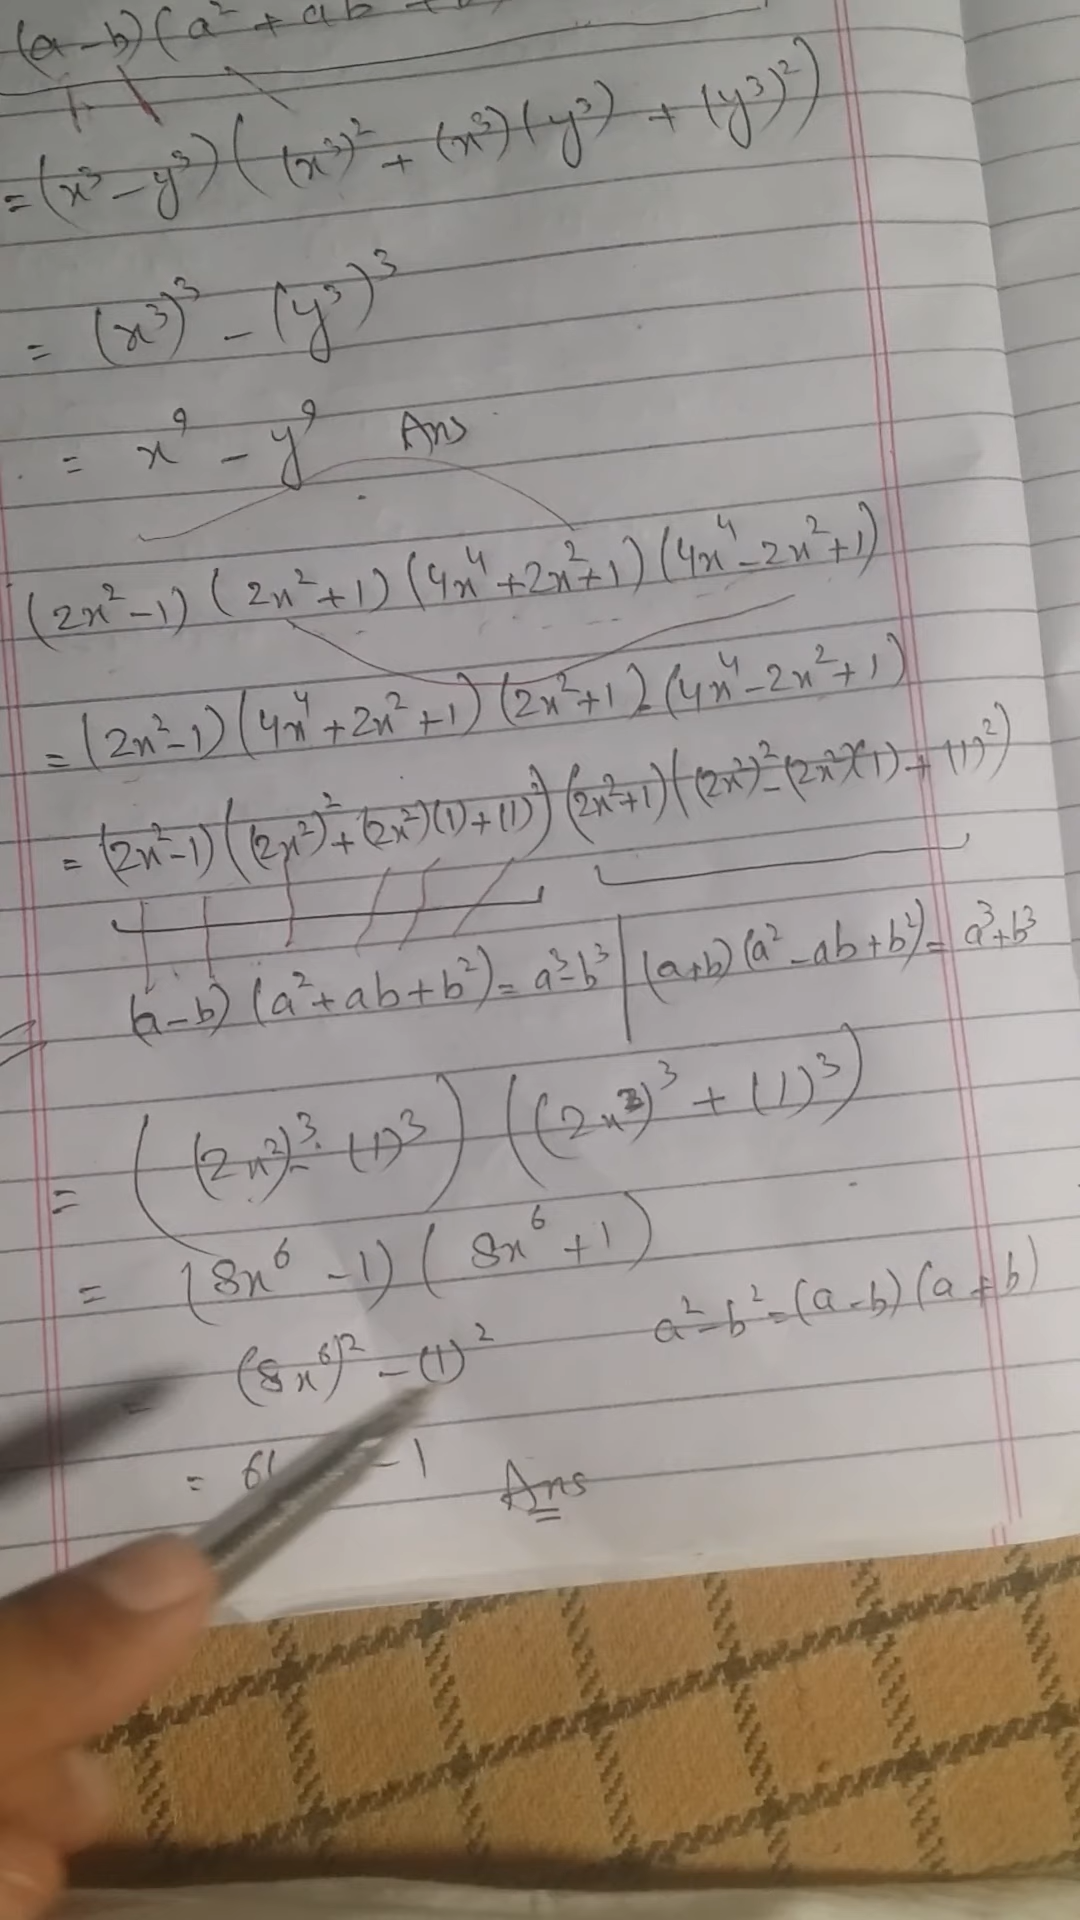 (a-b)(a² + ab +
= (x³ - y³)((x³)² + (x³)(y³) + (y³)²)
= (x³)³ - (y³)³
= x⁹ - y⁹ Ans
(2x²-1)(2x²+1)(4x⁴+2x²+1)(4x⁴-2x²+1)
= (2x²-1)(4x⁴+2x²+1)(2x²+1)(4x⁴-2x²+1)
= (2x²-1)((2x²)²+(2x²)(1)+(1)²)(2x²+1)((2x²)²-(2x²)(1)+(1)²)
(a-b)(a²+ab+b²) = a³-b³ | (a+b)(a²-ab+b²) = a³+b³
= ((2x²)³ - (1)³)((2x²)³ + (1)³)
= (8x⁶ - 1)(8x⁶ + 1)
a²-b² = (a-b)(a+b)
= (8x⁶)² - (1)²
= 6 - 1 Ans